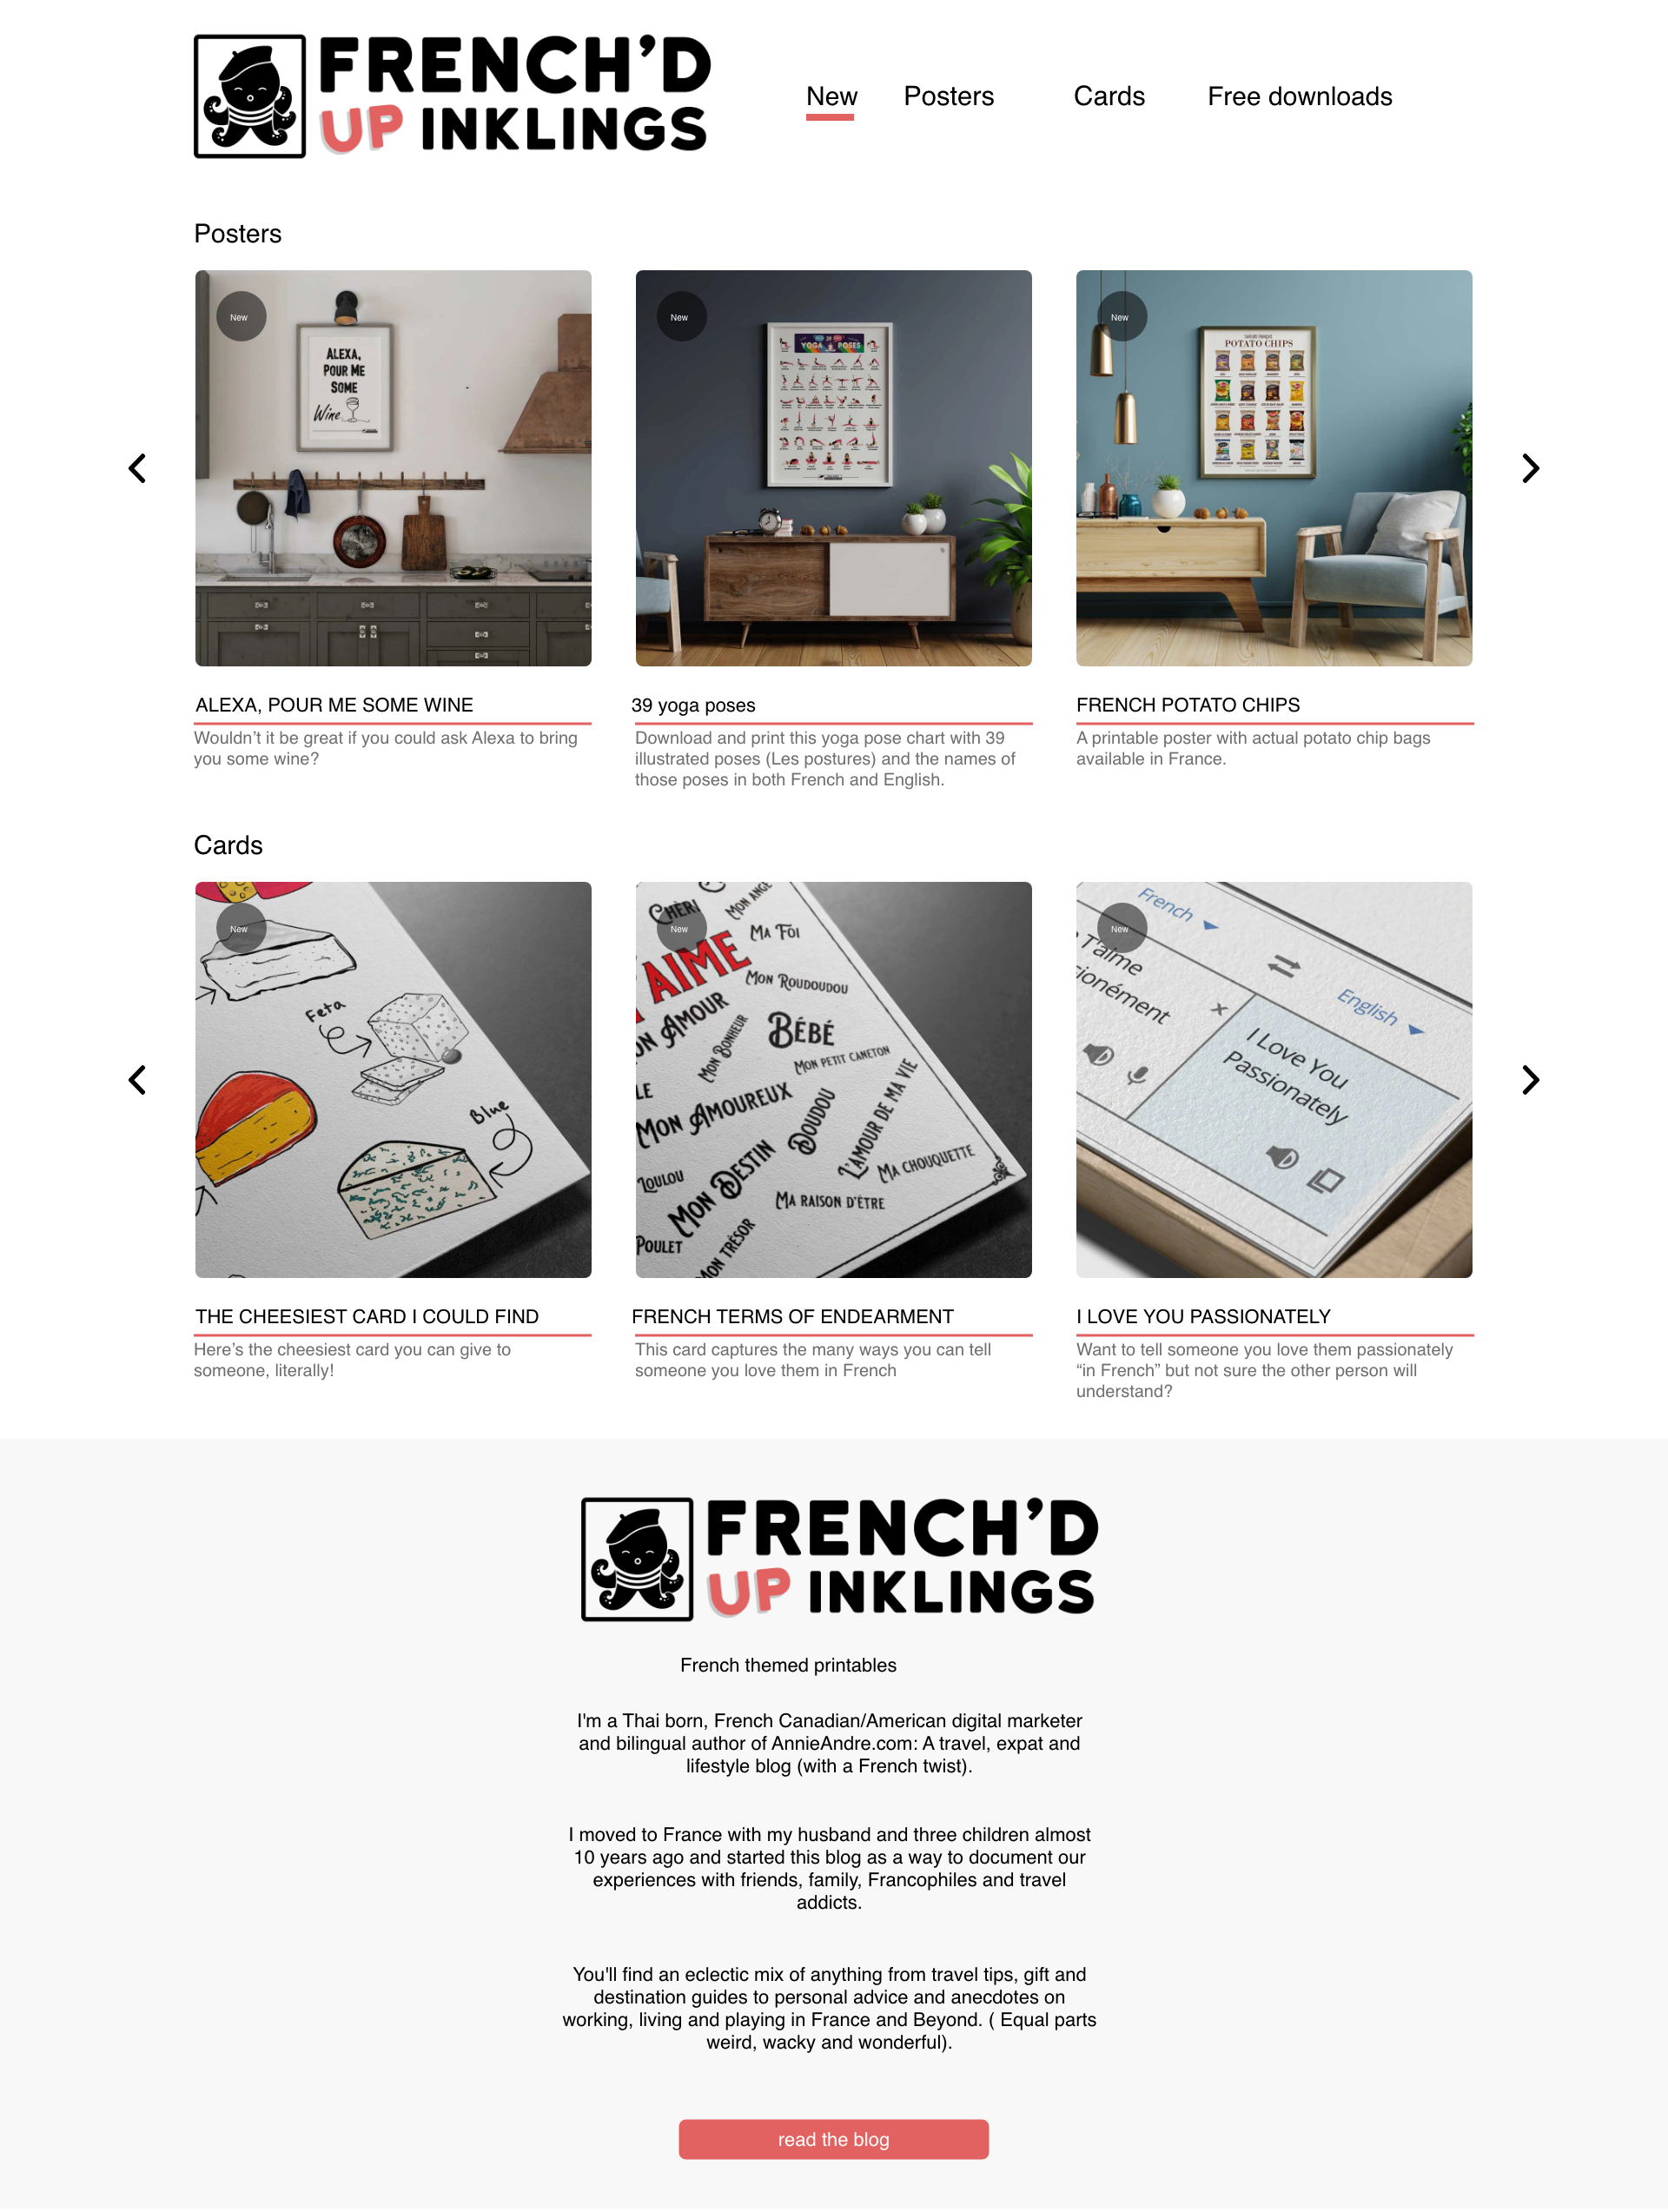 FRENCH'D
UP INKLINGS
New Posters Cards Free downloads
Posters
New
ALEXA,
POUR ME
SOME
Wine
New
YOGA POSES
New
POTATO CHIPS
ALEXA, POUR ME SOME WINE
Wouldn't it be great if you could ask Alexa to bring
you some wine?
39 yoga poses
Download and print this yoga pose chart with 39
illustrated poses (Les postures) and the names of
those poses in both French and English.
FRENCH POTATO CHIPS
A printable poster with actual potato chip bags
available in France.
Cards
New
Feta
Blue
New
CHÈRI
MON ANGE
MA FOI
AIME
MON ROUDOUDOU
ON AMOUR
MON BONHEUR
BÉBÉ
MON PETIT CANETON
LE
MON AMOUREUX
DOUDOU
L'AMOUR DE MA VIE
LOULOU
MON DESTIN
MA CHOUQUETTE
MA RAISON D'ÊTRE
POULET
MON TRÉSOR
New
French
T'aime
ionément
x
English
I Love You
Passionately
THE CHEESIEST CARD I COULD FIND
Here's the cheesiest card you can give to
someone, literally!
FRENCH TERMS OF ENDEARMENT
This card captures the many ways you can tell
someone you love them in French
I LOVE YOU PASSIONATELY
Want to tell someone you love them passionately
“in French” but not sure the other person will
understand?
FRENCH'D
UP INKLINGS
French themed printables
I'm a Thai born, French Canadian/American digital marketer
and bilingual author of AnnieAndre.com: A travel, expat and
lifestyle blog (with a French twist).
I moved to France with my husband and three children almost
10 years ago and started this blog as a way to document our
experiences with friends, family, Francophiles and travel
addicts.
You'll find an eclectic mix of anything from travel tips, gift and
destination guides to personal advice and anecdotes on
working, living and playing in France and Beyond. ( Equal parts
weird, wacky and wonderful).
read the blog